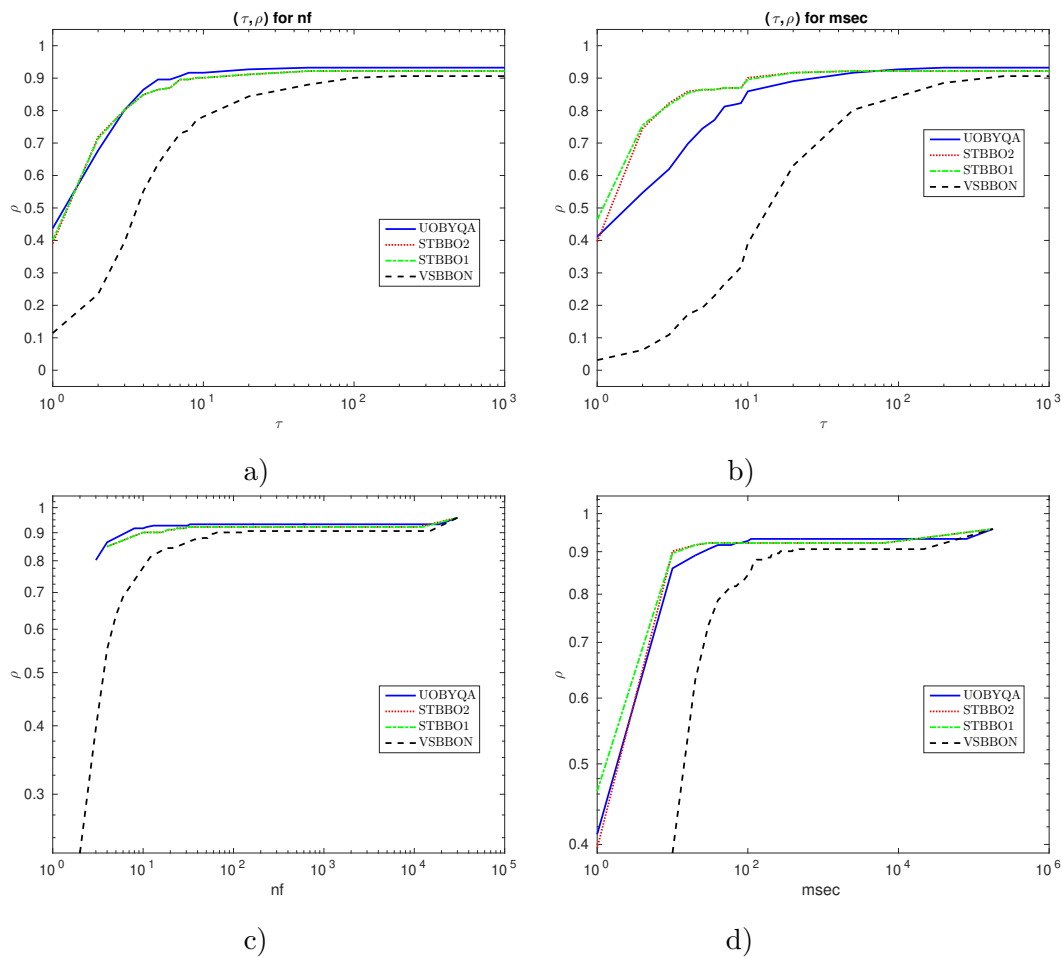 (τ, ρ) for nf
1
0.9
0.8
0.7
0.6
0.5
0.4
0.3
0.2
0.1
0
ρ
UOBYQA
STBBO2
STBBO1
VSBBON
10^0
10^1
10^2
10^3
τ
a)
(τ, ρ) for msec
1
0.9
0.8
0.7
0.6
0.5
0.4
0.3
0.2
0.1
0
ρ
UOBYQA
STBBO2
STBBO1
VSBBON
10^0
10^1
10^2
10^3
τ
b)
1
0.9
0.8
0.7
0.6
0.5
0.3
ρ
UOBYQA
STBBO2
STBBO1
VSBBON
10^0
10^1
10^2
10^3
10^4
10^5
nf
c)
1
0.9
0.8
0.7
0.6
0.5
0.4
ρ
UOBYQA
STBBO2
STBBO1
VSBBON
10^0
10^2
10^4
10^6
msec
d)